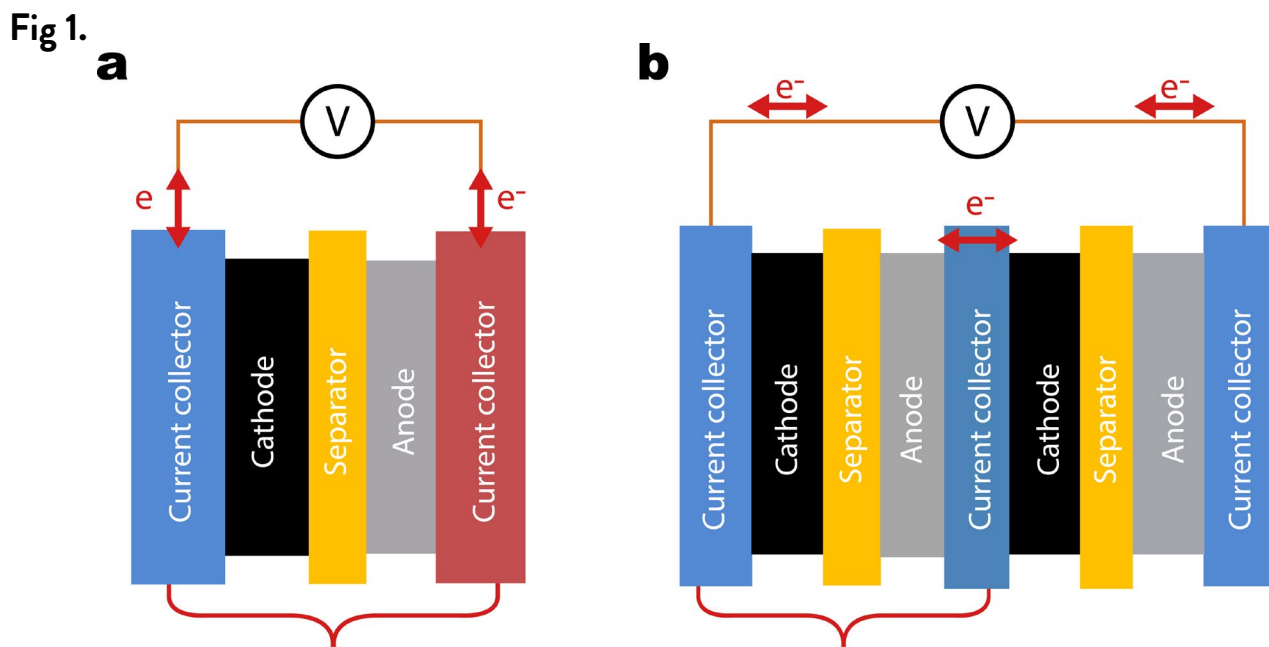 Fig 1.
a
b
V
e
e⁻
Current collector
Cathode
Separator
Anode
Current collector
e⁻
V
e⁻
e⁻
Current collector
Cathode
Separator
Anode
Current collector
Cathode
Separator
Anode
Current collector